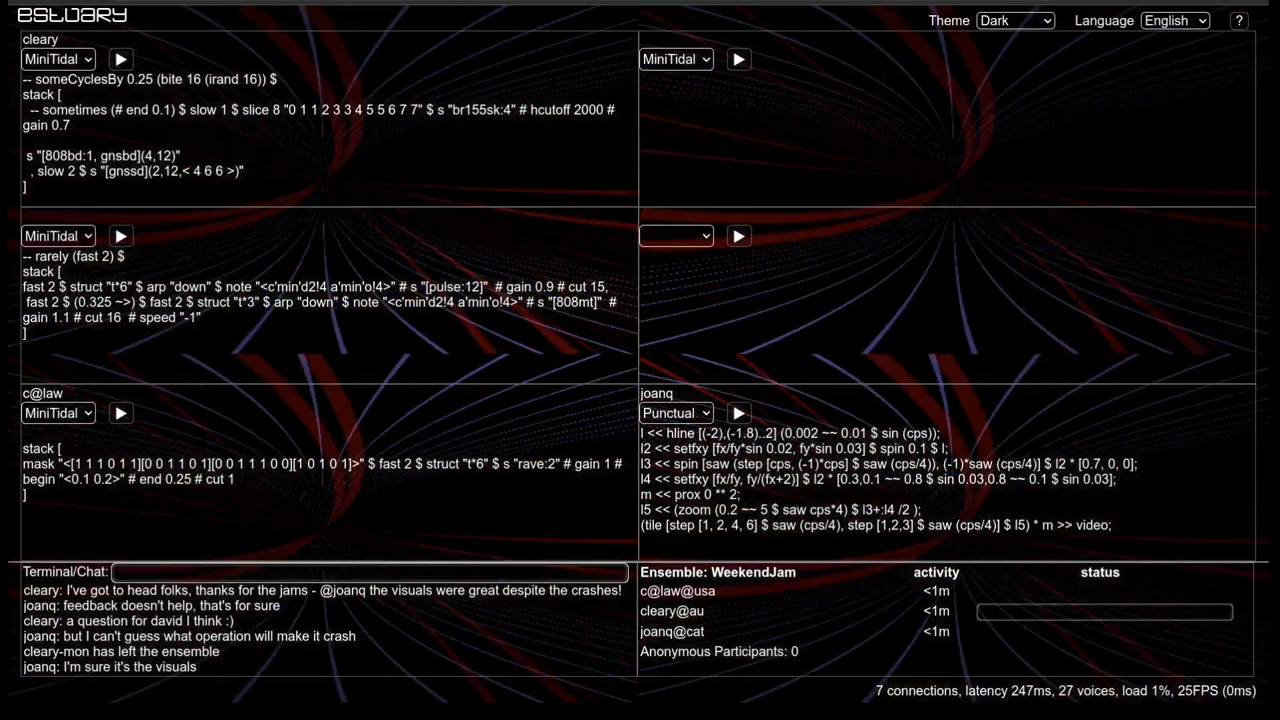 estuary
Theme Dark Language English ?
cleary
MiniTidal
-- someCyclesBy 0.25 (bite 16 (irand 16)) $
stack [
-- sometimes (# end 0.1) $ slow 1 $ slice 8 "0 1 1 2 3 3 4 5 5 6 7 7" $ s "br155sk:4" # hcutoff 2000 #
gain 0.7
s "[808bd:1, gnsbd](4,12)"
, slow 2 $ s "[gnssd](2,12,< 4 6 6 >)"
]
MiniTidal
MiniTidal
-- rarely (fast 2) $
stack [
fast 2 $ struct "t*6" $ arp "down" $ note "<c'min'd2!4 a'min'o!4>" # s "[pulse:12]" # gain 0.9 # cut 15,
fast 2 $ (0.325 ~>) $ fast 2 $ struct "t*3" $ arp "down" $ note "<c'min'd2!4 a'min'o!4>" # s "[808mt]" #
gain 1.1 # cut 16 # speed "-1"
]
c@law
MiniTidal
stack [
mask "<[1 1 1 0 1 1][0 0 1 1 0 1][0 0 1 1 1 0 0][1 0 1 0 1]>" $ fast 2 $ struct "t*6" $ s "rave:2" # gain 1 #
begin "<0.1 0.2>" # end 0.25 # cut 1
]
joanq
Punctual
l << hline [(-2),(-1.8)..2] (0.002 ~~ 0.01 $ sin (cps));
l2 << setfxy [fx/fy*sin 0.02, fy*sin 0.03] $ spin 0.1 $ l;
l3 << spin [saw (step [cps, (-1)*cps] $ saw (cps/4)), (-1)*saw (cps/4)] $ l2 * [0.7, 0, 0];
l4 << setfxy [fx/fy, fy/(fx+2)] $ l2 * [0.3,0.1 ~~ 0.8 $ sin 0.03,0.8 ~~ 0.1 $ sin 0.03];
m << prox 0 ** 2;
l5 << (zoom (0.2 ~~ 5 $ saw cps*4) $ l3+:l4 /2 );
(tile [step [1, 2, 4, 6] $ saw (cps/4), step [1,2,3] $ saw (cps/4)] $ l5) * m >> video;
Terminal/Chat:
cleary: I've got to head folks, thanks for the jams - @joanq the visuals were great despite the crashes!
joanq: feedback doesn't help, that's for sure
cleary: a question for david I think :)
joanq: but I can't guess what operation will make it crash
cleary-mon has left the ensemble
joanq: I'm sure it's the visuals
Ensemble: WeekendJam activity status
c@law@usa <1m
cleary@au <1m
joanq@cat <1m
Anonymous Participants: 0
7 connections, latency 247ms, 27 voices, load 1%, 25FPS (0ms)